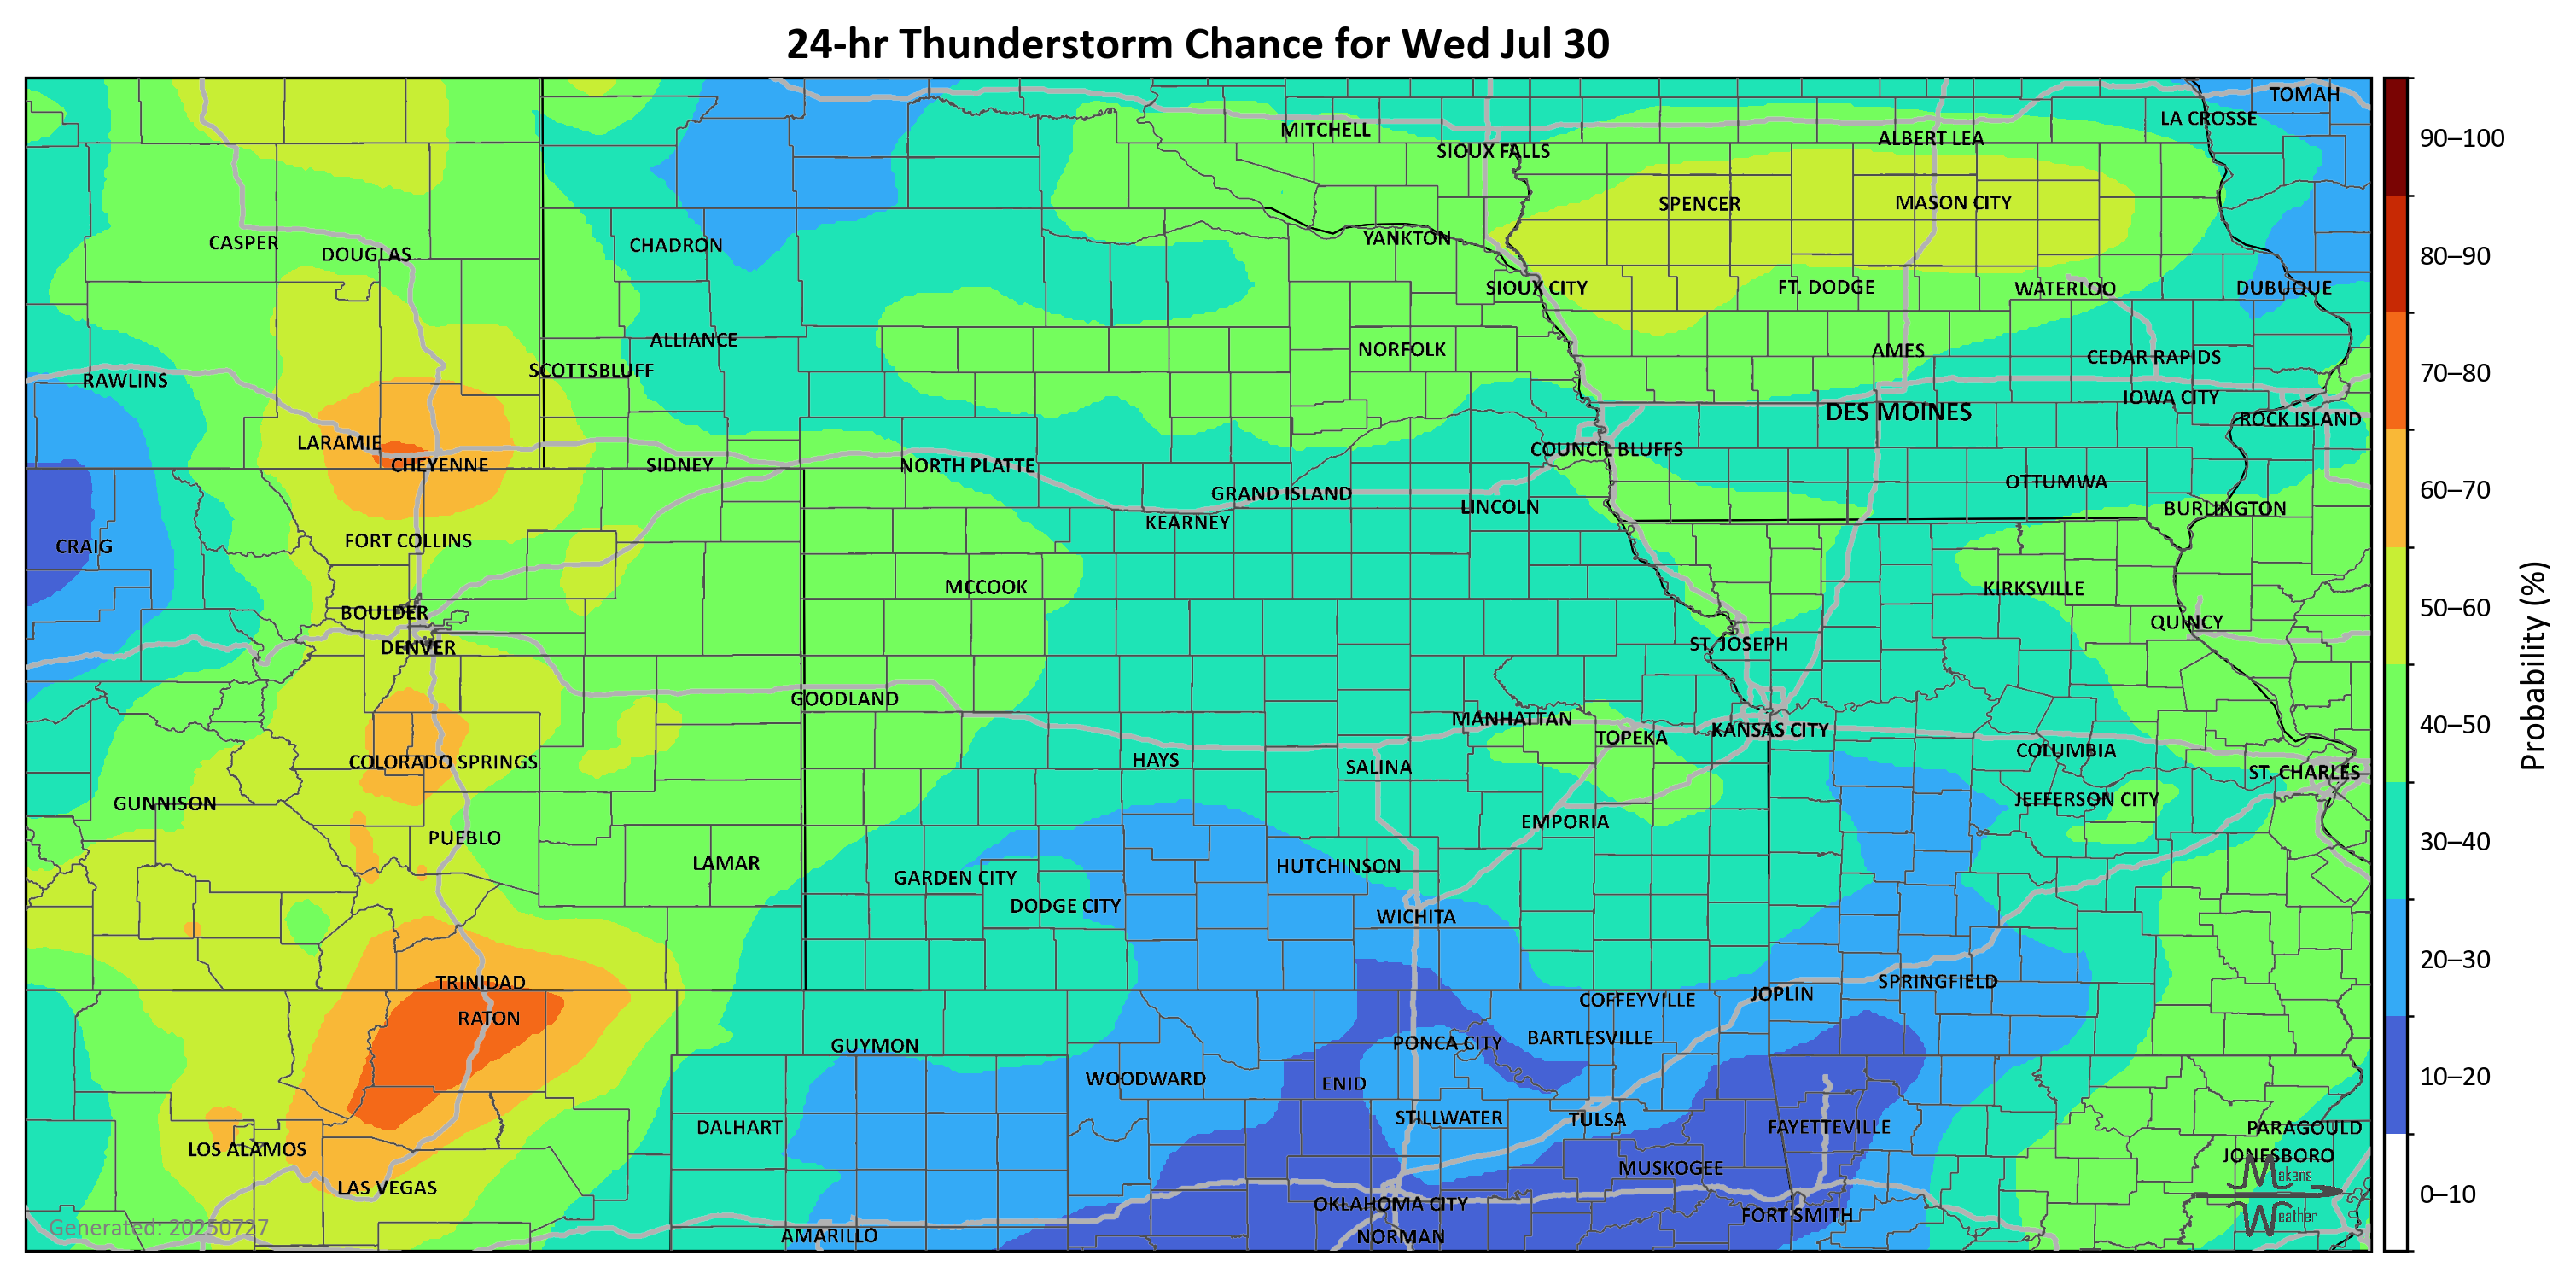 24-hr Thunderstorm Chance for Wed Jul 30
TOMAH
LA CROSSE
MITCHELL
ALBERT LEA
SIOUX FALLS
SPENCER
MASON CITY
CASPER
DOUGLAS
CHADRON
YANKTON
SIOUX CITY
FT. DODGE
WATERLOO
DUBUQUE
ALLIANCE
NORFOLK
AMES
CEDAR RAPIDS
SCOTTSBLUFF
RAWLINS
IOWA CITY
DES MOINES
ROCK ISLAND
LARAMIE
COUNCIL BLUFFS
CHEYENNE
SIDNEY
NORTH PLATTE
OTTUMWA
GRAND ISLAND
LINCOLN
BURLINGTON
KEARNEY
CRAIG
FORT COLLINS
MCCOOK
KIRKSVILLE
BOULDER
QUINCY
DENVER
ST. JOSEPH
GOODLAND
MANHATTAN
KANSAS CITY
TOPEKA
COLUMBIA
COLORADO SPRINGS
HAYS
SALINA
ST. CHARLES
GUNNISON
JEFFERSON CITY
EMPORIA
PUEBLO
LAMAR
HUTCHINSON
GARDEN CITY
DODGE CITY
WICHITA
TRINIDAD
SPRINGFIELD
JOPLIN
COFFEYVILLE
RATON
BARTLESVILLE
GUYMON
PONCA CITY
WOODWARD
ENID
STILLWATER
TULSA
DALHART
FAYETTEVILLE
PARAGOULD
LOS ALAMOS
JONESBORO
MUSKOGEE
LAS VEGAS
OKLAHOMA CITY
FORT SMITH
AMARILLO
NORMAN
Generated: 20250727
Makens
Weather
90–100
80–90
70–80
60–70
50–60
40–50
30–40
20–30
10–20
0–10
Probability (%)